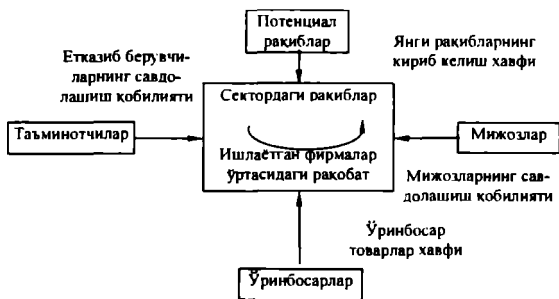 Потенциал
рақиблар
Етказиб берувчи-
ларнинг савдо-
лашиш қобилияти
Янги рақибларнинг
кириб келиш хавфи
Сектордаги рақиблар
Таъминотчилар
Мижозлар
Ишлаётган фирмалар
ўртасидаги рақобат
Мижозларнинг сав-
долашиш қобилияти
Ўринбосар
товарлар хавфи
Ўринбосарлар